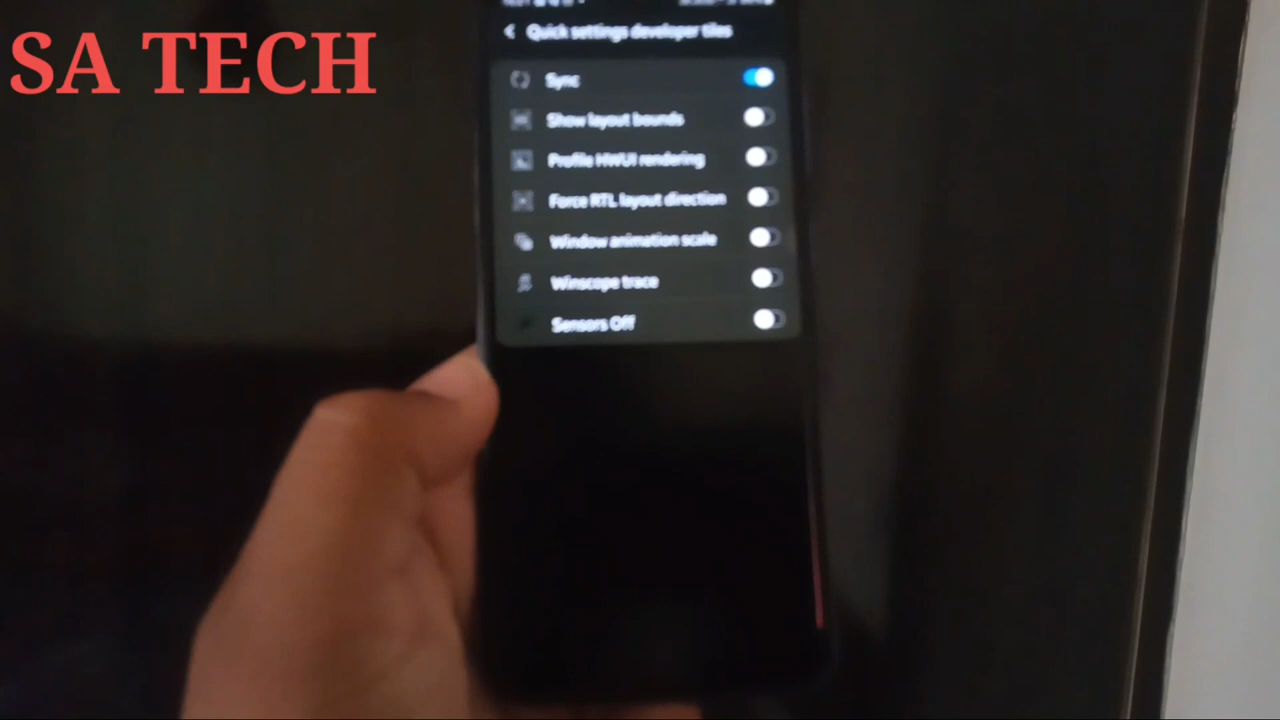 SA TECH
Quick settings developer tiles
Sync
Show layout bounds
Profile HWUI rendering
Force RTL layout direction
Window animation scale
Winscope trace
Sensors Off